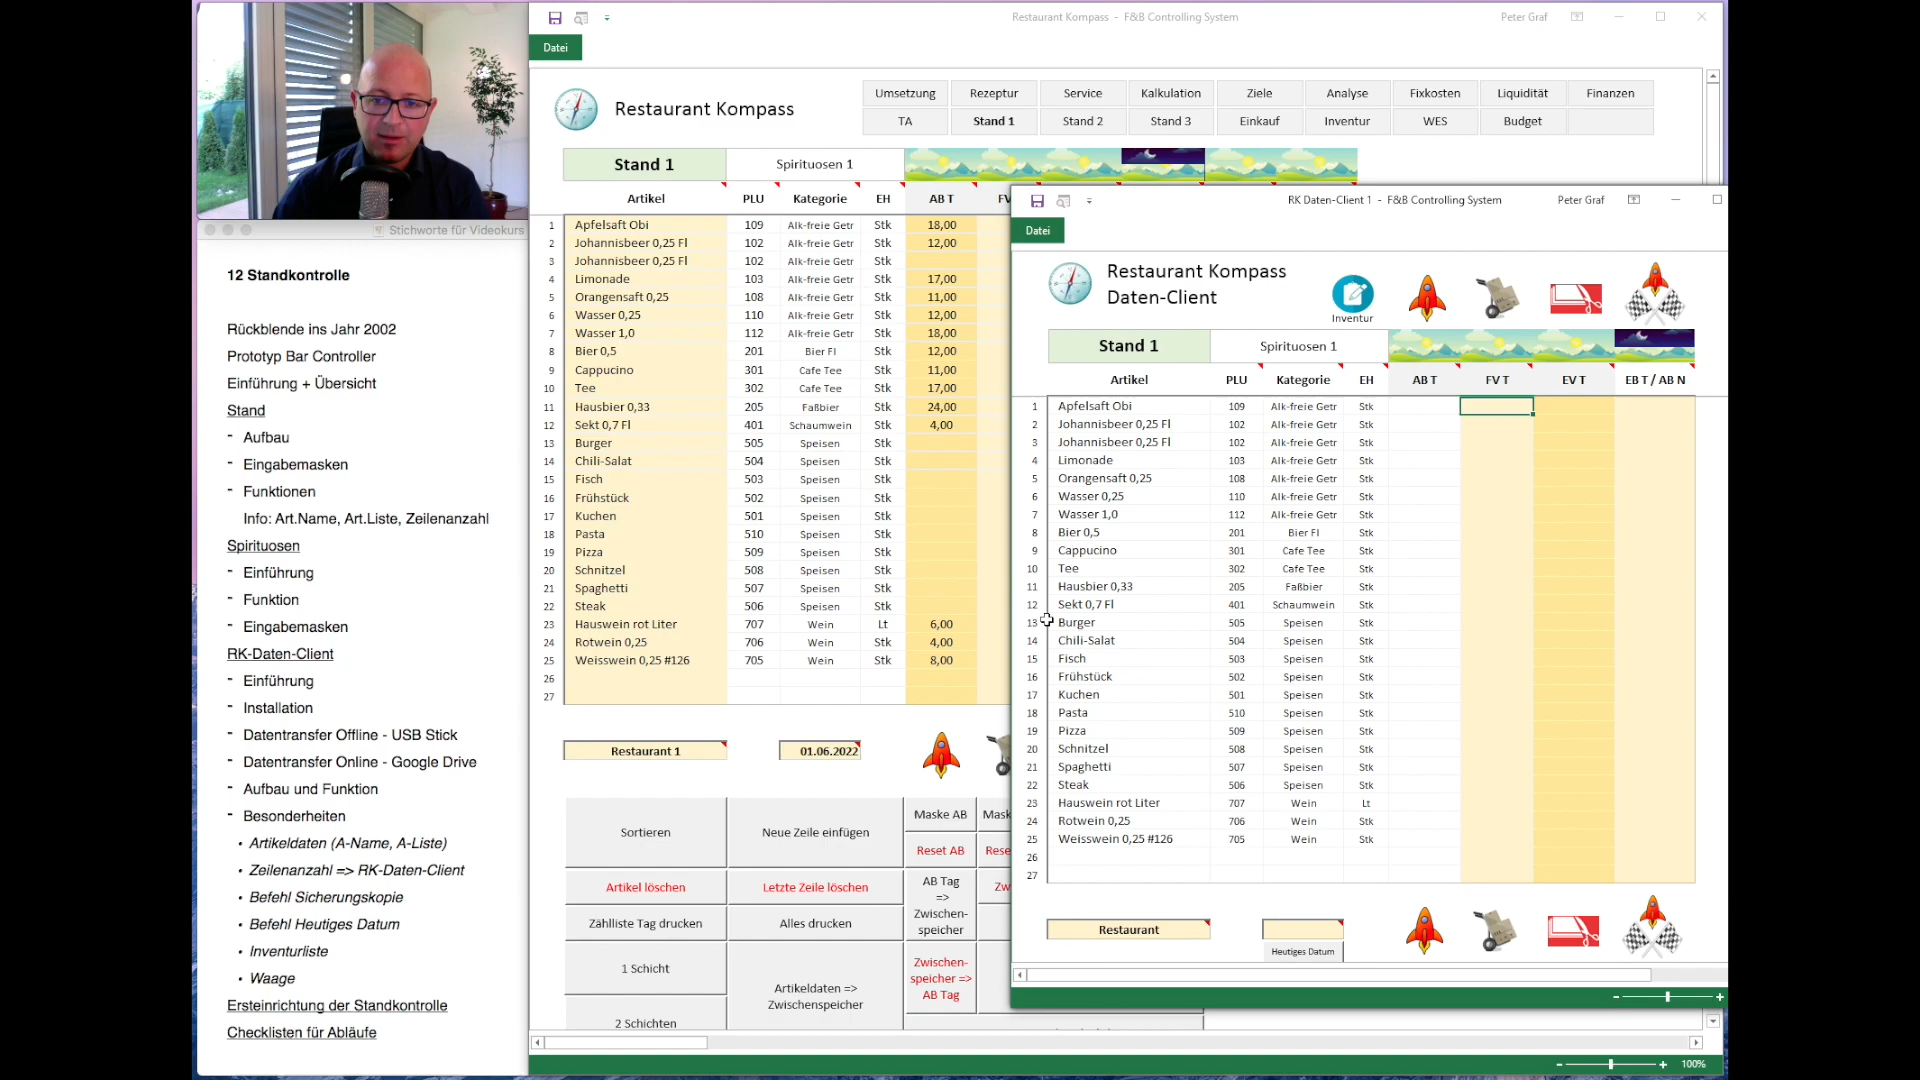 Stichworte für Videokurs
12 Standkontrolle
Rückblende ins Jahr 2002
Prototyp Bar Controller
Einführung + Übersicht
Stand
- Aufbau
- Eingabemasken
- Funktionen
Info: Art.Name, Art.Liste, Zeilenanzahl
Spirituosen
- Einführung
- Funktion
- Eingabemasken
RK-Daten-Client
- Einführung
- Installation
- Datentransfer Offline - USB Stick
- Datentransfer Online - Google Drive
- Aufbau und Funktion
- Besonderheiten
• Artikeldaten (A-Name, A-Liste)
• Zeilenanzahl => RK-Daten-Client
• Befehl Sicherungskopie
• Befehl Heutiges Datum
• Inventurliste
• Waage
Ersteinrichtung der Standkontrolle
Checklisten für Abläufe
Restaurant Kompass - F&B Controlling System
Peter Graf
Datei
Restaurant Kompass
Umsetzung Rezeptur Service Kalkulation Ziele Analyse Fixkosten Liquidität Finanzen
TA Stand 1 Stand 2 Stand 3 Einkauf Inventur WES Budget
Stand 1 Spirituosen 1
Artikel PLU Kategorie EH AB T FV
1 Apfelsaft Obi 109 Alk-freie Getr Stk 18,00
2 Johannisbeer 0,25 Fl 102 Alk-freie Getr Stk 12,00
3 Johannisbeer 0,25 Fl 102 Alk-freie Getr Stk
4 Limonade 103 Alk-freie Getr Stk 17,00
5 Orangensaft 0,25 108 Alk-freie Getr Stk 11,00
6 Wasser 0,25 110 Alk-freie Getr Stk 12,00
7 Wasser 1,0 112 Alk-freie Getr Stk 18,00
8 Bier 0,5 201 Bier Fl Stk 12,00
9 Cappucino 301 Cafe Tee Stk 11,00
10 Tee 302 Cafe Tee Stk 17,00
11 Hausbier 0,33 205 Faßbier Stk 24,00
12 Sekt 0,7 Fl 401 Schaumwein Stk 4,00
13 Burger 505 Speisen Stk
14 Chili-Salat 504 Speisen Stk
15 Fisch 503 Speisen Stk
16 Frühstück 502 Speisen Stk
17 Kuchen 501 Speisen Stk
18 Pasta 510 Speisen Stk
19 Pizza 509 Speisen Stk
20 Schnitzel 508 Speisen Stk
21 Spaghetti 507 Speisen Stk
22 Steak 506 Speisen Stk
23 Hauswein rot Liter 707 Wein Lt 6,00
24 Rotwein 0,25 706 Wein Stk 4,00
25 Weisswein 0,25 #126 705 Wein Stk 8,00
26
27
Restaurant 1 01.06.2022
Sortieren Neue Zeile einfügen Maske AB Mask
Reset AB Rese
Artikel löschen Letzte Zeile löschen
Zähliste Tag drucken Alles drucken
AB Tag
=>
Zwischen-
speicher
Zw
1 Schicht
2 Schichten
Artikeldaten =>
Zwischenspeicher
Zwischen-
speicher =>
AB Tag
100%
RK Daten-Client 1 - F&B Controlling System
Peter Graf
Datei
Restaurant Kompass
Daten-Client
Inventur
Stand 1 Spirituosen 1
Artikel PLU Kategorie EH AB T FV T EV T EB T / AB N
1 Apfelsaft Obi 109 Alk-freie Getr Stk
2 Johannisbeer 0,25 Fl 102 Alk-freie Getr Stk
3 Johannisbeer 0,25 Fl 102 Alk-freie Getr Stk
4 Limonade 103 Alk-freie Getr Stk
5 Orangensaft 0,25 108 Alk-freie Getr Stk
6 Wasser 0,25 110 Alk-freie Getr Stk
7 Wasser 1,0 112 Alk-freie Getr Stk
8 Bier 0,5 201 Bier Fl Stk
9 Cappucino 301 Cafe Tee Stk
10 Tee 302 Cafe Tee Stk
11 Hausbier 0,33 205 Faßbier Stk
12 Sekt 0,7 Fl 401 Schaumwein Stk
13 Burger 505 Speisen Stk
14 Chili-Salat 504 Speisen Stk
15 Fisch 503 Speisen Stk
16 Frühstück 502 Speisen Stk
17 Kuchen 501 Speisen Stk
18 Pasta 510 Speisen Stk
19 Pizza 509 Speisen Stk
20 Schnitzel 508 Speisen Stk
21 Spaghetti 507 Speisen Stk
22 Steak 506 Speisen Stk
23 Hauswein rot Liter 707 Wein Lt
24 Rotwein 0,25 706 Wein Stk
25 Weisswein 0,25 #126 705 Wein Stk
26
27
Restaurant
Heutiges Datum